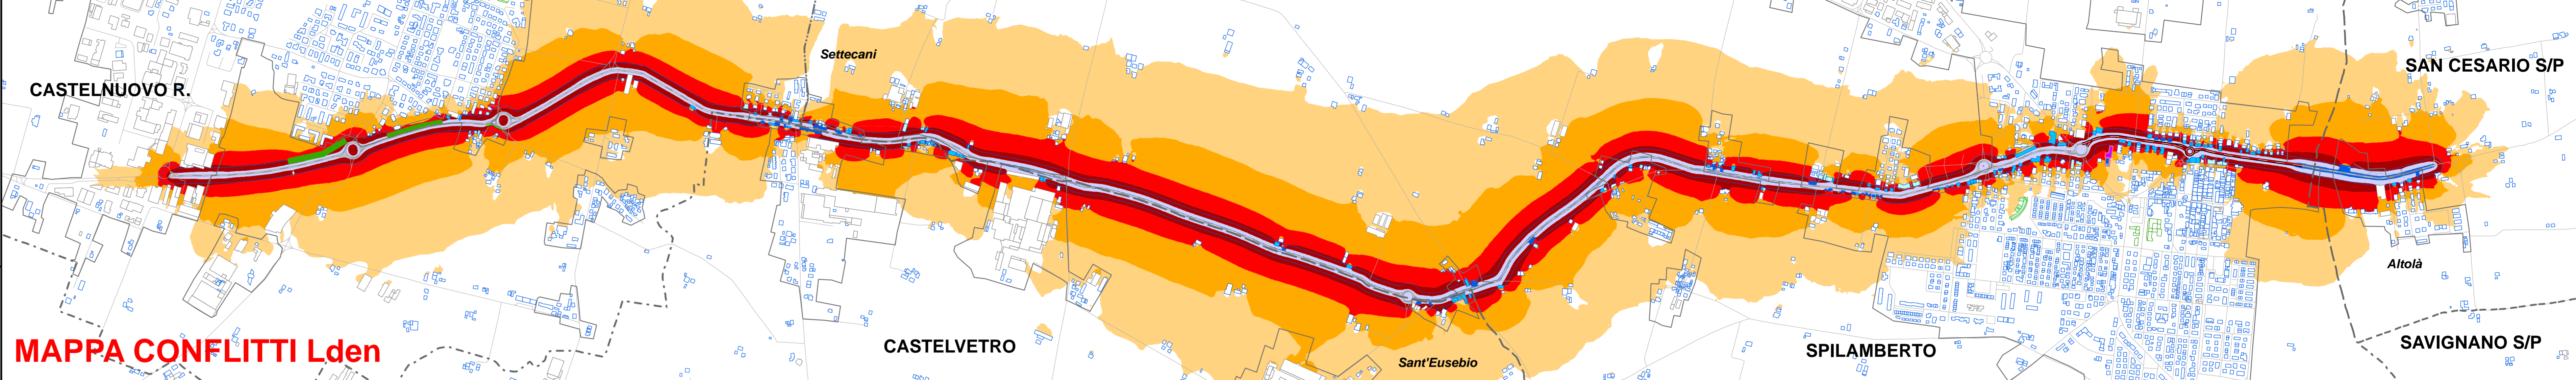 Settecani
SAN CESARIO S/P
CASTELNUOVO R.
Altolà
SAVIGNANO S/P
CASTELVETRO
MAPPA CONFLITTI Lden
SPILAMBERTO
Sant'Eusebio